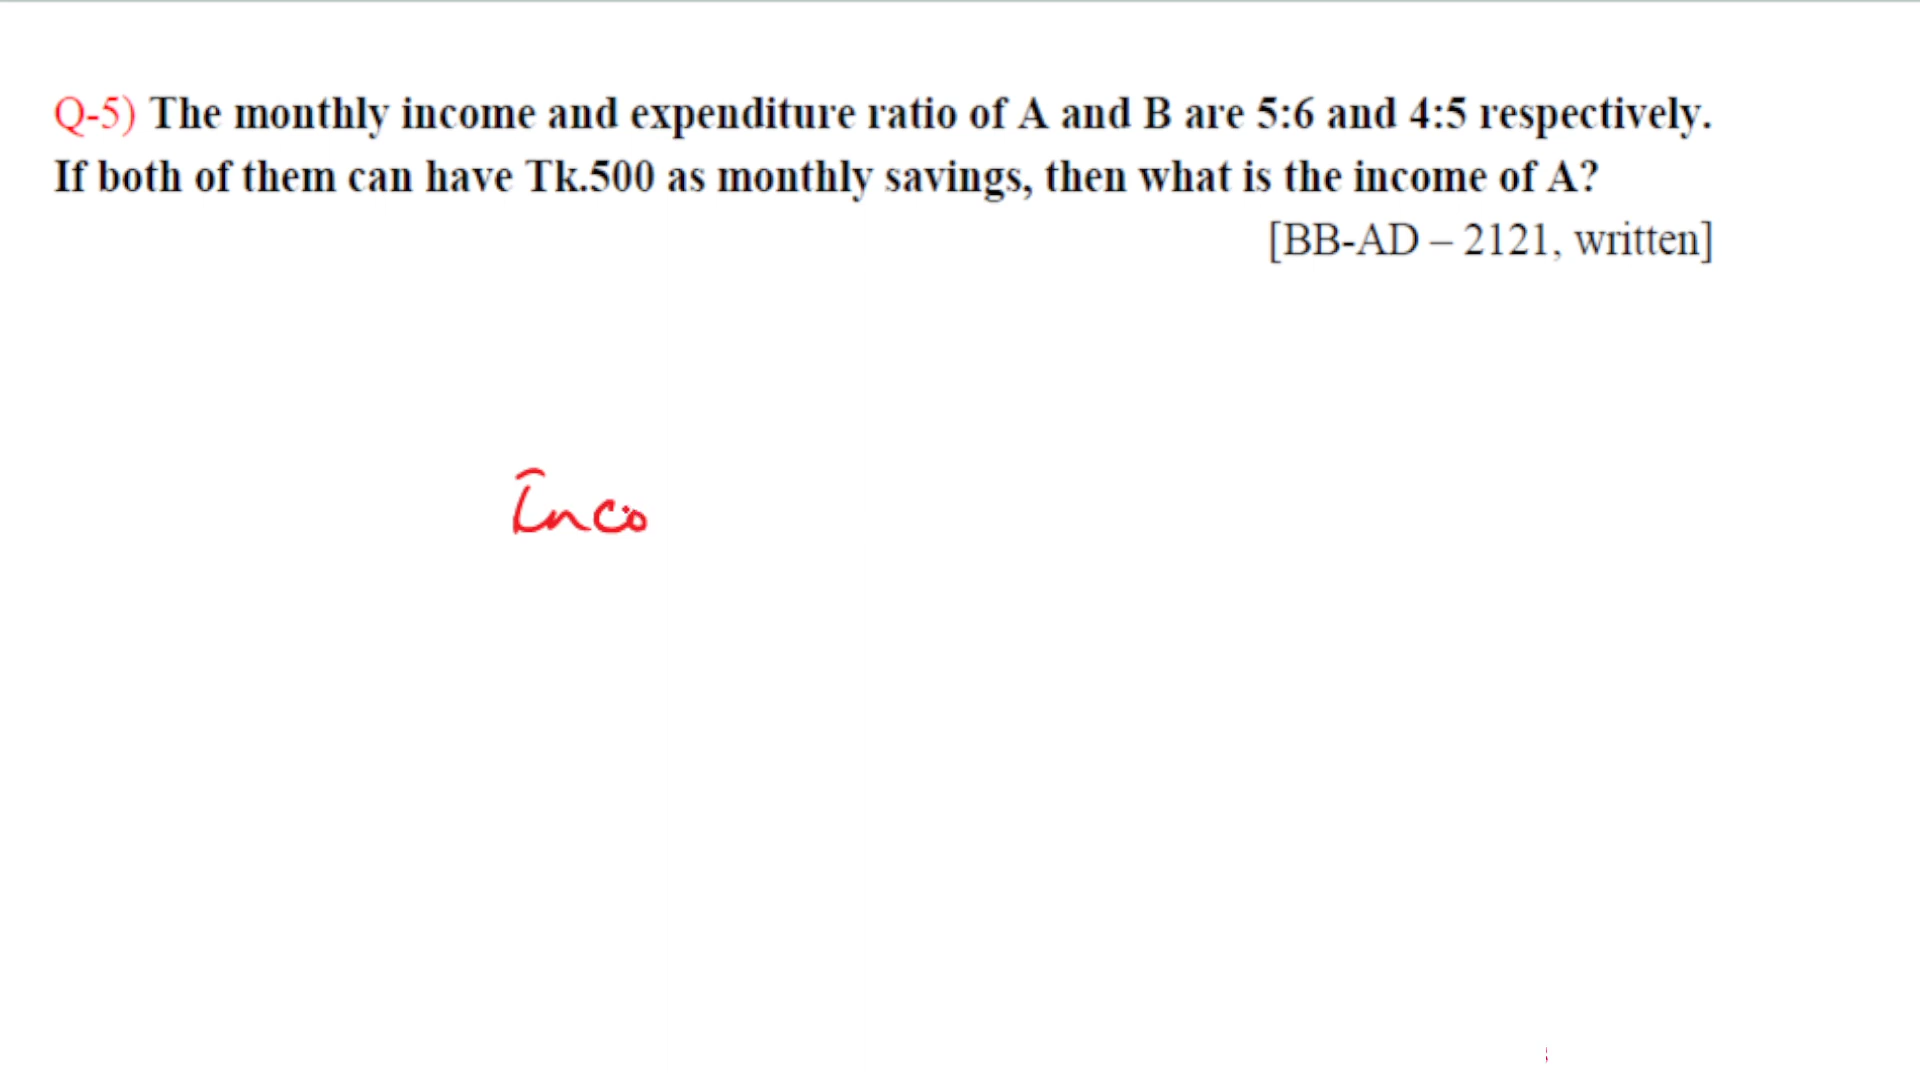 Q-5) The monthly income and expenditure ratio of A and B are 5:6 and 4:5 respectively.
If both of them can have Tk.500 as monthly savings, then what is the income of A?
[BB-AD – 2121, written]
Inco